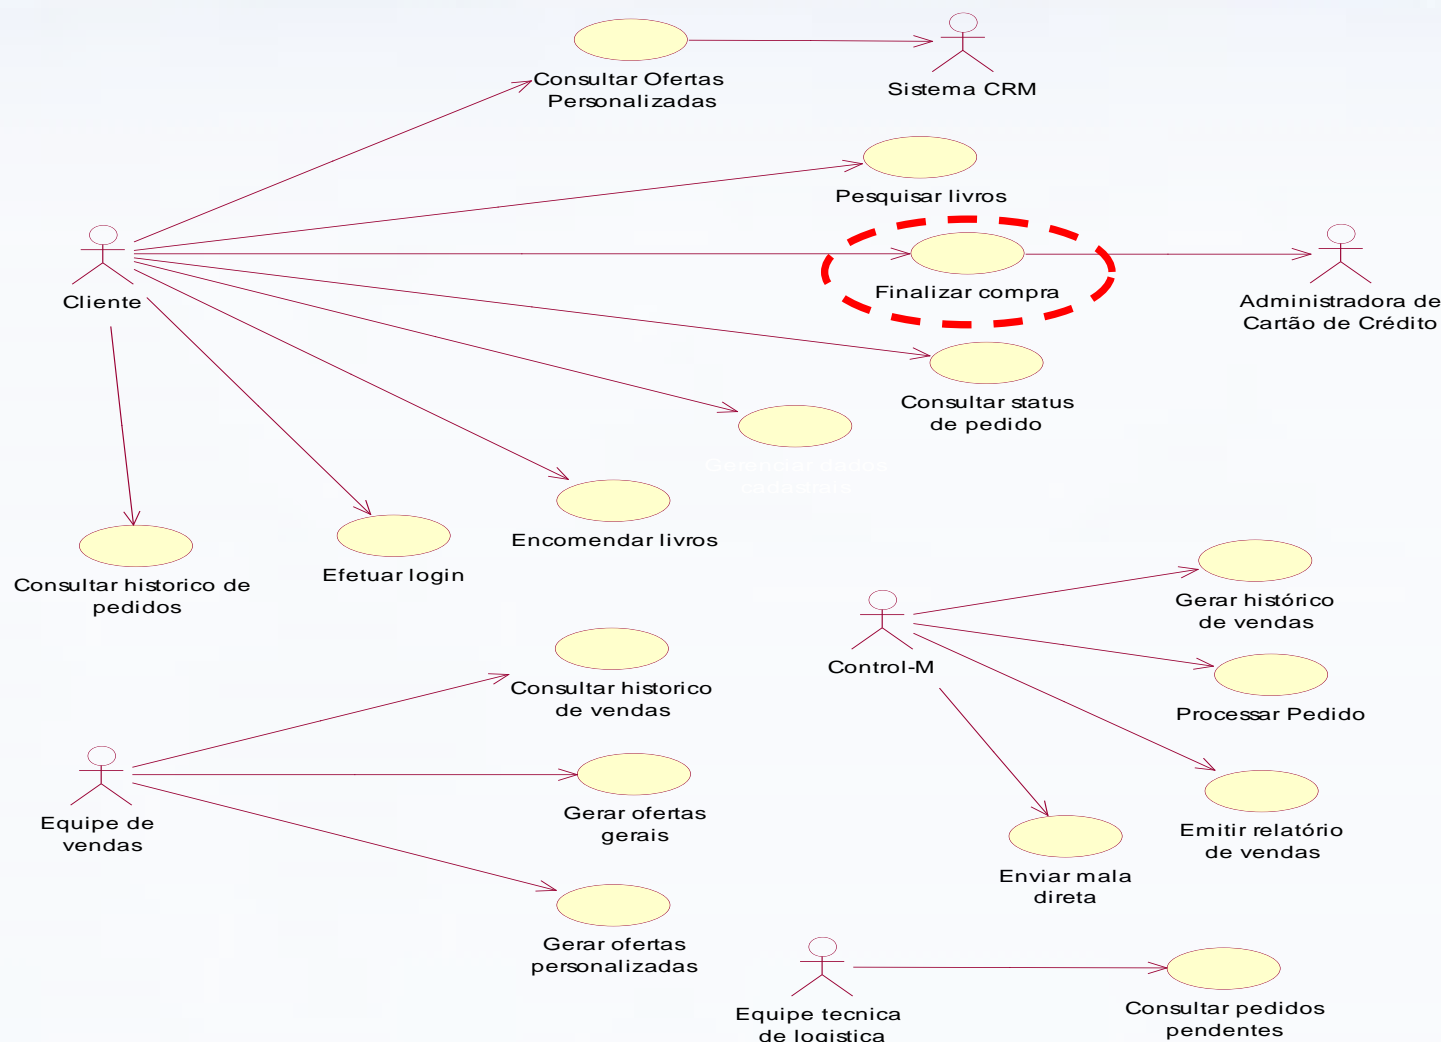 Consultar Ofertas
Personalizadas
Sistema CRM
Pesquisar livros
Cliente
Finalizar compra
Administradora de
Cartão de Crédito
Consultar status
de pedido
Gerenciar dados
cadastrais
Encomendar livros
Efetuar login
Consultar historico de
pedidos
Gerar histórico
de vendas
Control-M
Consultar historico
de vendas
Processar Pedido
Equipe de
vendas
Gerar ofertas
gerais
Emitir relatório
de vendas
Enviar mala
direta
Gerar ofertas
personalizadas
Equipe tecnica
de logistica
Consultar pedidos
pendentes